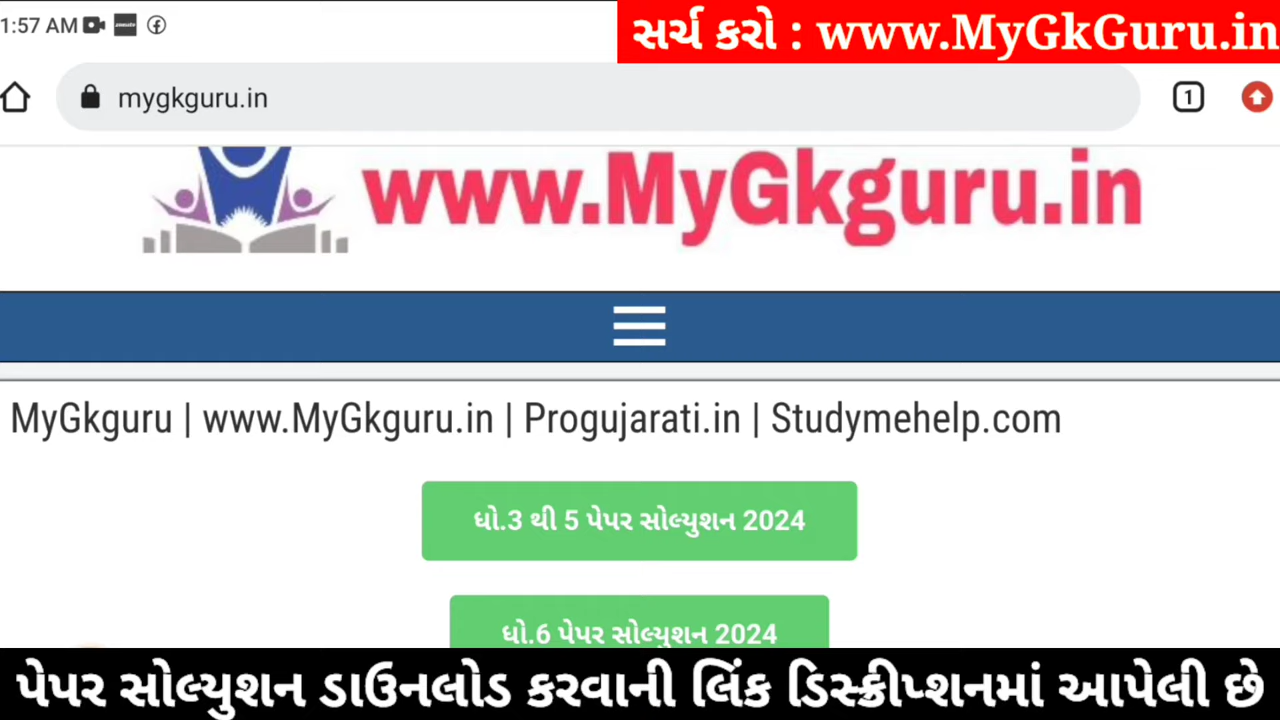 1:57 AM zomato
સર્ચ કરો : www.MyGkGuru.in
mygkguru.in 1
www.MyGkguru.in
MyGkguru | www.MyGkguru.in | Progujarati.in | Studymehelp.com
ધો.3 થી 5 પેપર સોલ્યુશન 2024
ધો.6 પેપર સોલ્યુશન 2024
પેપર સોલ્યુશન ડાઉનલોડ કરવાની લિંક ડિસ્ક્રીપ્શનમાં આપેલી છે